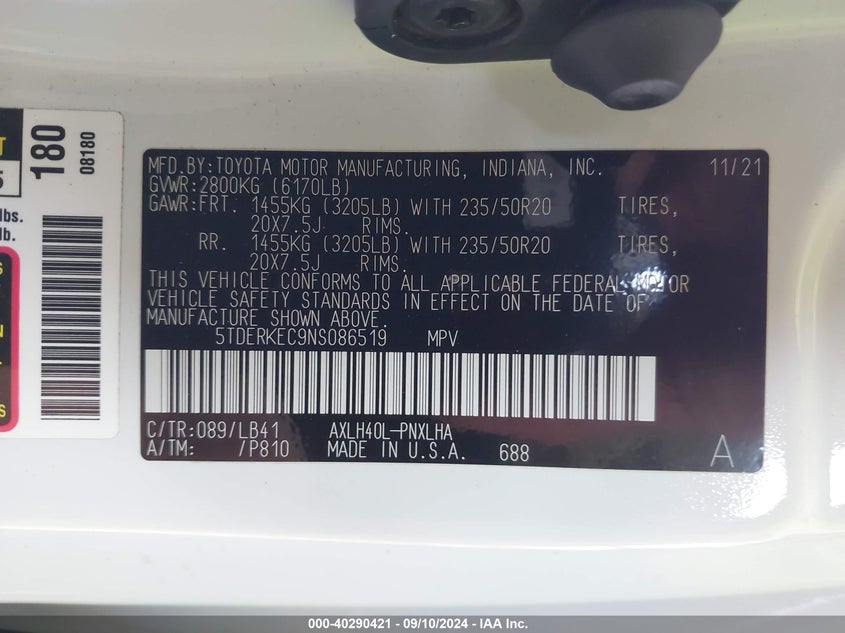 T
5
180
08180
lbs.
lb.
S
N
T.
S
MFD.BY:TOYOTA MOTOR MANUFACTURING, INDIANA, INC. 11/21
GVWR:2800KG (6170LB)
GAWR:FRT. 1455KG (3205LB) WITH 235/50R20 TIRES,
20X7.5J RIMS.
RR. 1455KG (3205LB) WITH 235/50R20 TIRES,
20X7.5J RIMS.
THIS VEHICLE CONFORMS TO ALL APPLICABLE FEDERAL MOTOR
VEHICLE SAFETY STANDARDS IN EFFECT ON THE DATE OF
MANUFACTURE SHOWN ABOVE.
5TDERKEC9NS086519 MPV
C/TR:089/LB41 AXLH40L-PNXLHA
A/TM: /P810 MADE IN U.S.A. 688 A
000-40290421 - 09/10/2024 - IAA Inc.